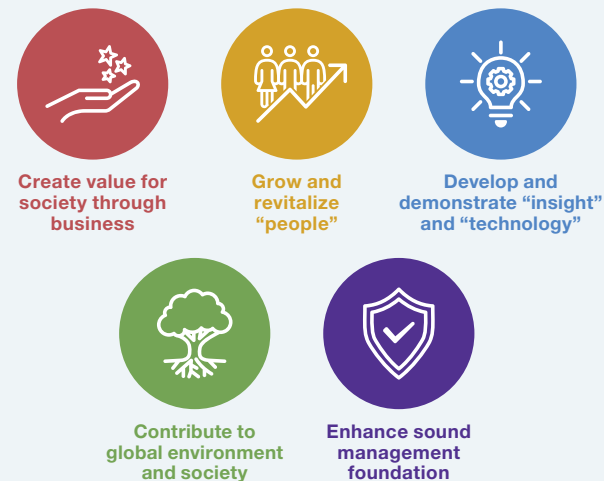 Create value for
society through
business
Grow and
revitalize
“people”
Develop and
demonstrate “insight”
and “technology”
Contribute to
global environment
and society
Enhance sound
management
foundation